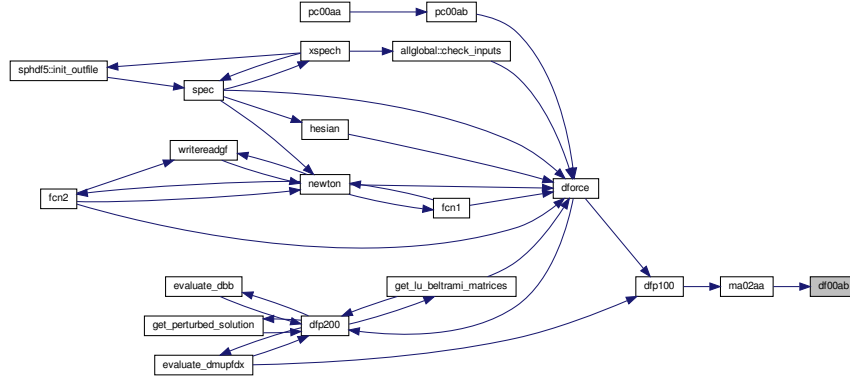 pc00aa
pc00ab
xspech
allglobal::check_inputs
sphdf5::init_outfile
spec
hesian
writereadgf
newton
dforce
fcn2
fcn1
evaluate_dbb
get_lu_beltrami_matrices
dfp100
ma02aa
df00ab
get_perturbed_solution
dfp200
evaluate_dmupfdx